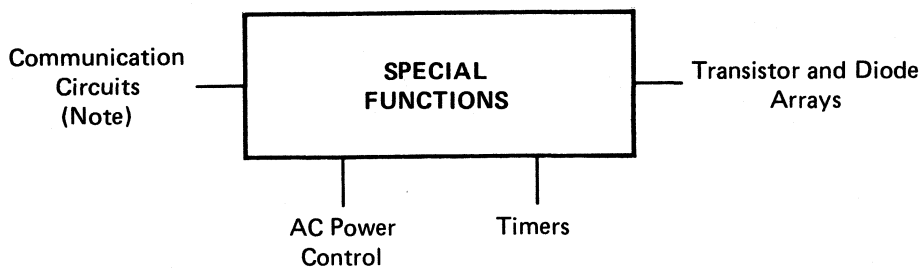 Communication
Circuits
(Note)
SPECIAL
FUNCTIONS
Transistor and Diode
Arrays
AC Power
Control
Timers